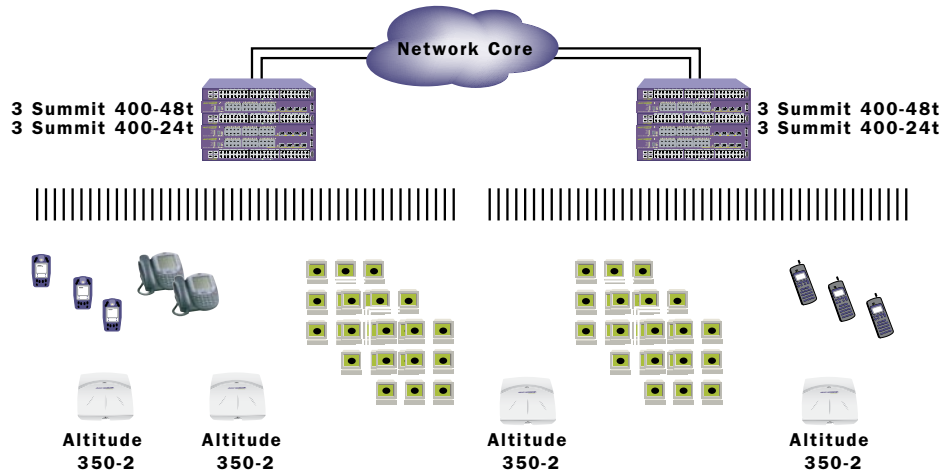 Network Core
3 Summit 400-48t
3 Summit 400-24t
3 Summit 400-48t
3 Summit 400-24t
Altitude
350-2
Altitude
350-2
Altitude
350-2
Altitude
350-2